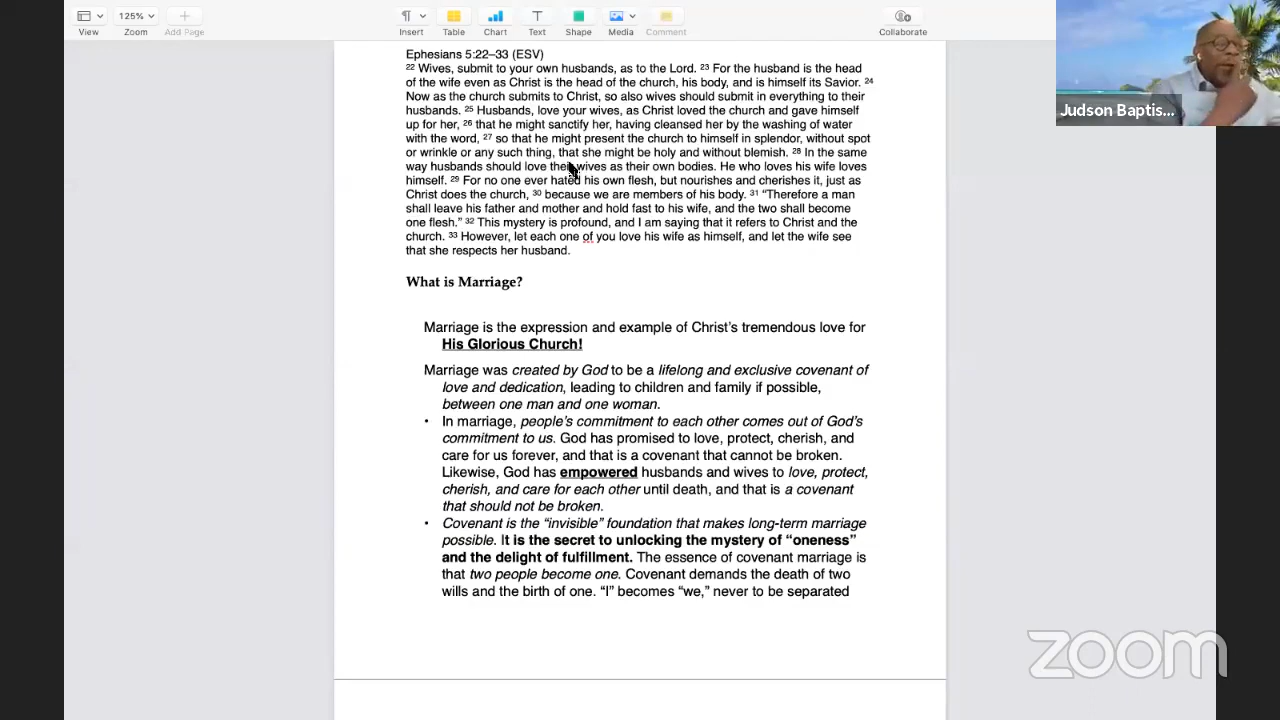 125%
View
Zoom
Add Page
Insert
Table
Chart
Text
Shape
Media
Comment
Collaborate
Judson Baptis...
Ephesians 5:22–33 (ESV)
22 Wives, submit to your own husbands, as to the Lord. 23 For the husband is the head
of the wife even as Christ is the head of the church, his body, and is himself its Savior. 24
Now as the church submits to Christ, so also wives should submit in everything to their
husbands. 25 Husbands, love your wives, as Christ loved the church and gave himself
up for her, 26 that he might sanctify her, having cleansed her by the washing of water
with the word, 27 so that he might present the church to himself in splendor, without spot
or wrinkle or any such thing, that she might be holy and without blemish. 28 In the same
way husbands should love their wives as their own bodies. He who loves his wife loves
himself. 29 For no one ever hated his own flesh, but nourishes and cherishes it, just as
Christ does the church, 30 because we are members of his body. 31 “Therefore a man
shall leave his father and mother and hold fast to his wife, and the two shall become
one flesh.” 32 This mystery is profound, and I am saying that it refers to Christ and the
church. 33 However, let each one of you love his wife as himself, and let the wife see
that she respects her husband.
What is Marriage?
Marriage is the expression and example of Christ’s tremendous love for
His Glorious Church!
Marriage was created by God to be a lifelong and exclusive covenant of
love and dedication, leading to children and family if possible,
between one man and one woman.
• In marriage, people’s commitment to each other comes out of God’s
commitment to us. God has promised to love, protect, cherish, and
care for us forever, and that is a covenant that cannot be broken.
Likewise, God has empowered husbands and wives to love, protect,
cherish, and care for each other until death, and that is a covenant
that should not be broken.
• Covenant is the “invisible” foundation that makes long-term marriage
possible. It is the secret to unlocking the mystery of “oneness”
and the delight of fulfillment. The essence of covenant marriage is
that two people become one. Covenant demands the death of two
wills and the birth of one. “I” becomes “we,” never to be separated
zoom